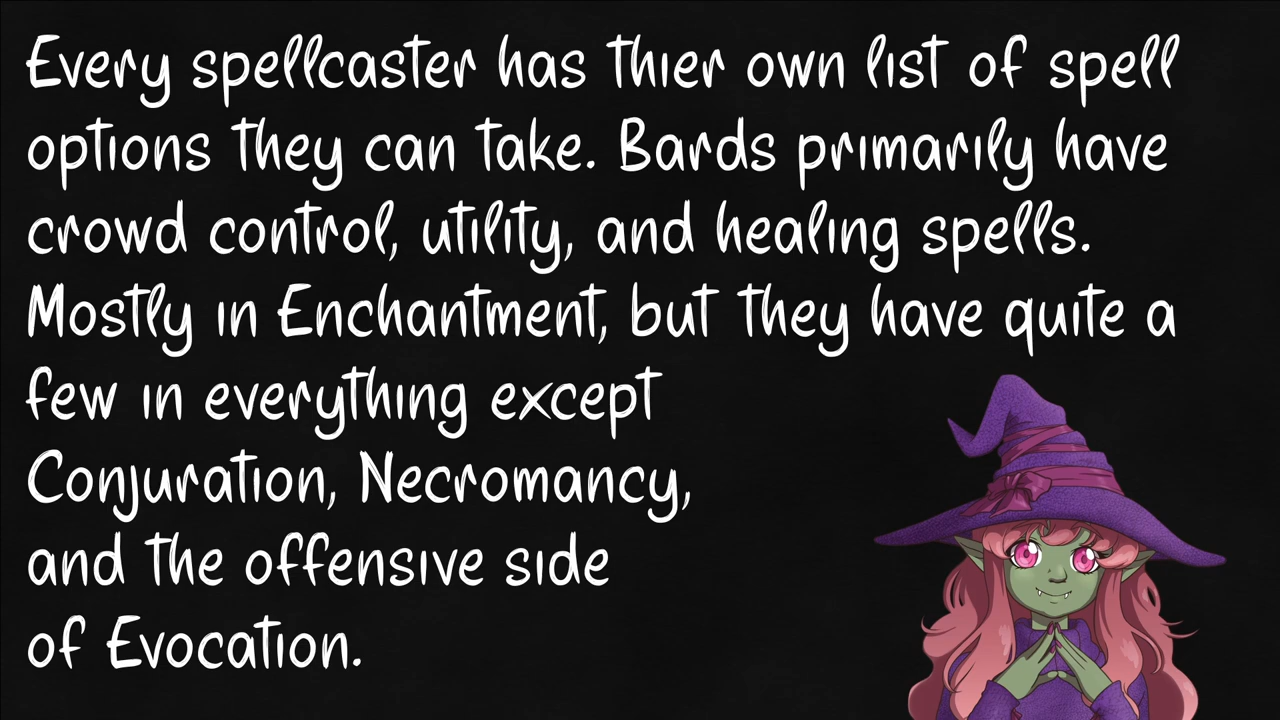 Every spellcaster has thier own list of spell
options they can take. Bards primarily have
crowd control, utility, and healing spells.
Mostly in Enchantment, but they have quite a
few in everything except
Conjuration, Necromancy,
and the offensive side
of Evocation.